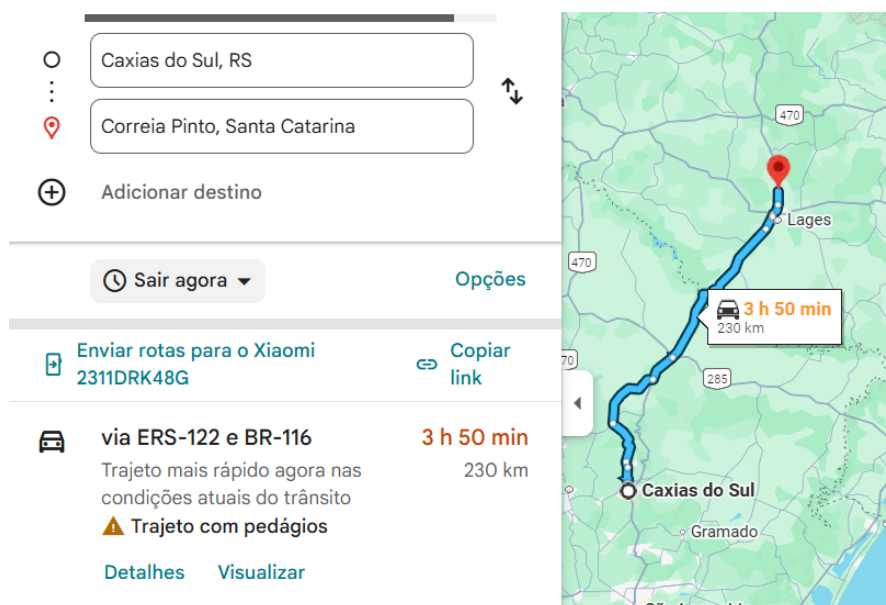 Caxias do Sul, RS
Correia Pinto, Santa Catarina
Adicionar destino
Sair agora
Opções
Enviar rotas para o Xiaomi
2311DRK48G
Copiar
link
via ERS-122 e BR-116
3 h 50 min
Trajeto mais rápido agora nas
230 km
condições atuais do trânsito
Trajeto com pedágios
Detalhes
Visualizar
470
Lages
470
3 h 50 min
230 km
70
285
Caxias do Sul
Gramado